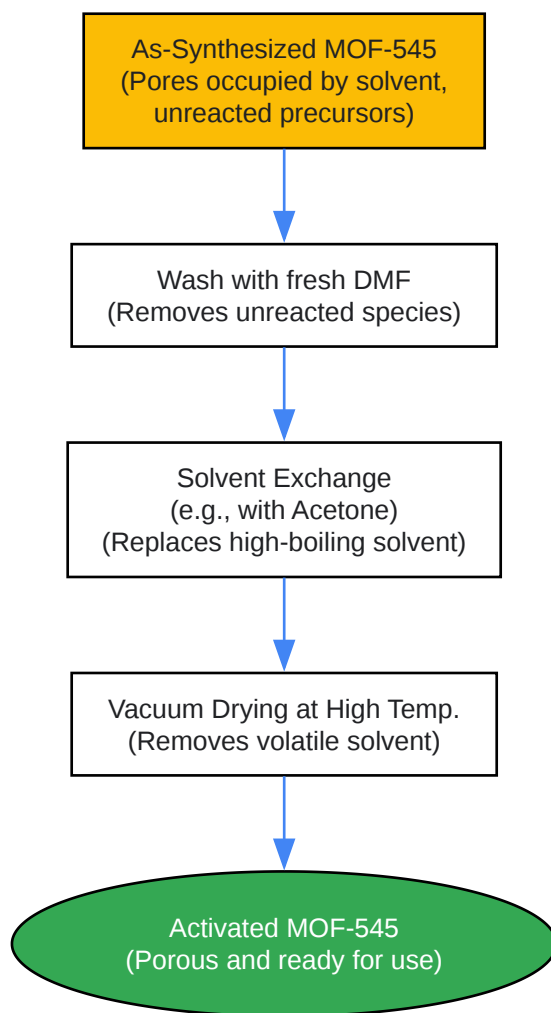 As-Synthesized MOF-545
(Pores occupied by solvent,
unreacted precursors)
Wash with fresh DMF
(Removes unreacted species)
Solvent Exchange
(e.g., with Acetone)
(Replaces high-boiling solvent)
Vacuum Drying at High Temp.
(Removes volatile solvent)
Activated MOF-545
(Porous and ready for use)